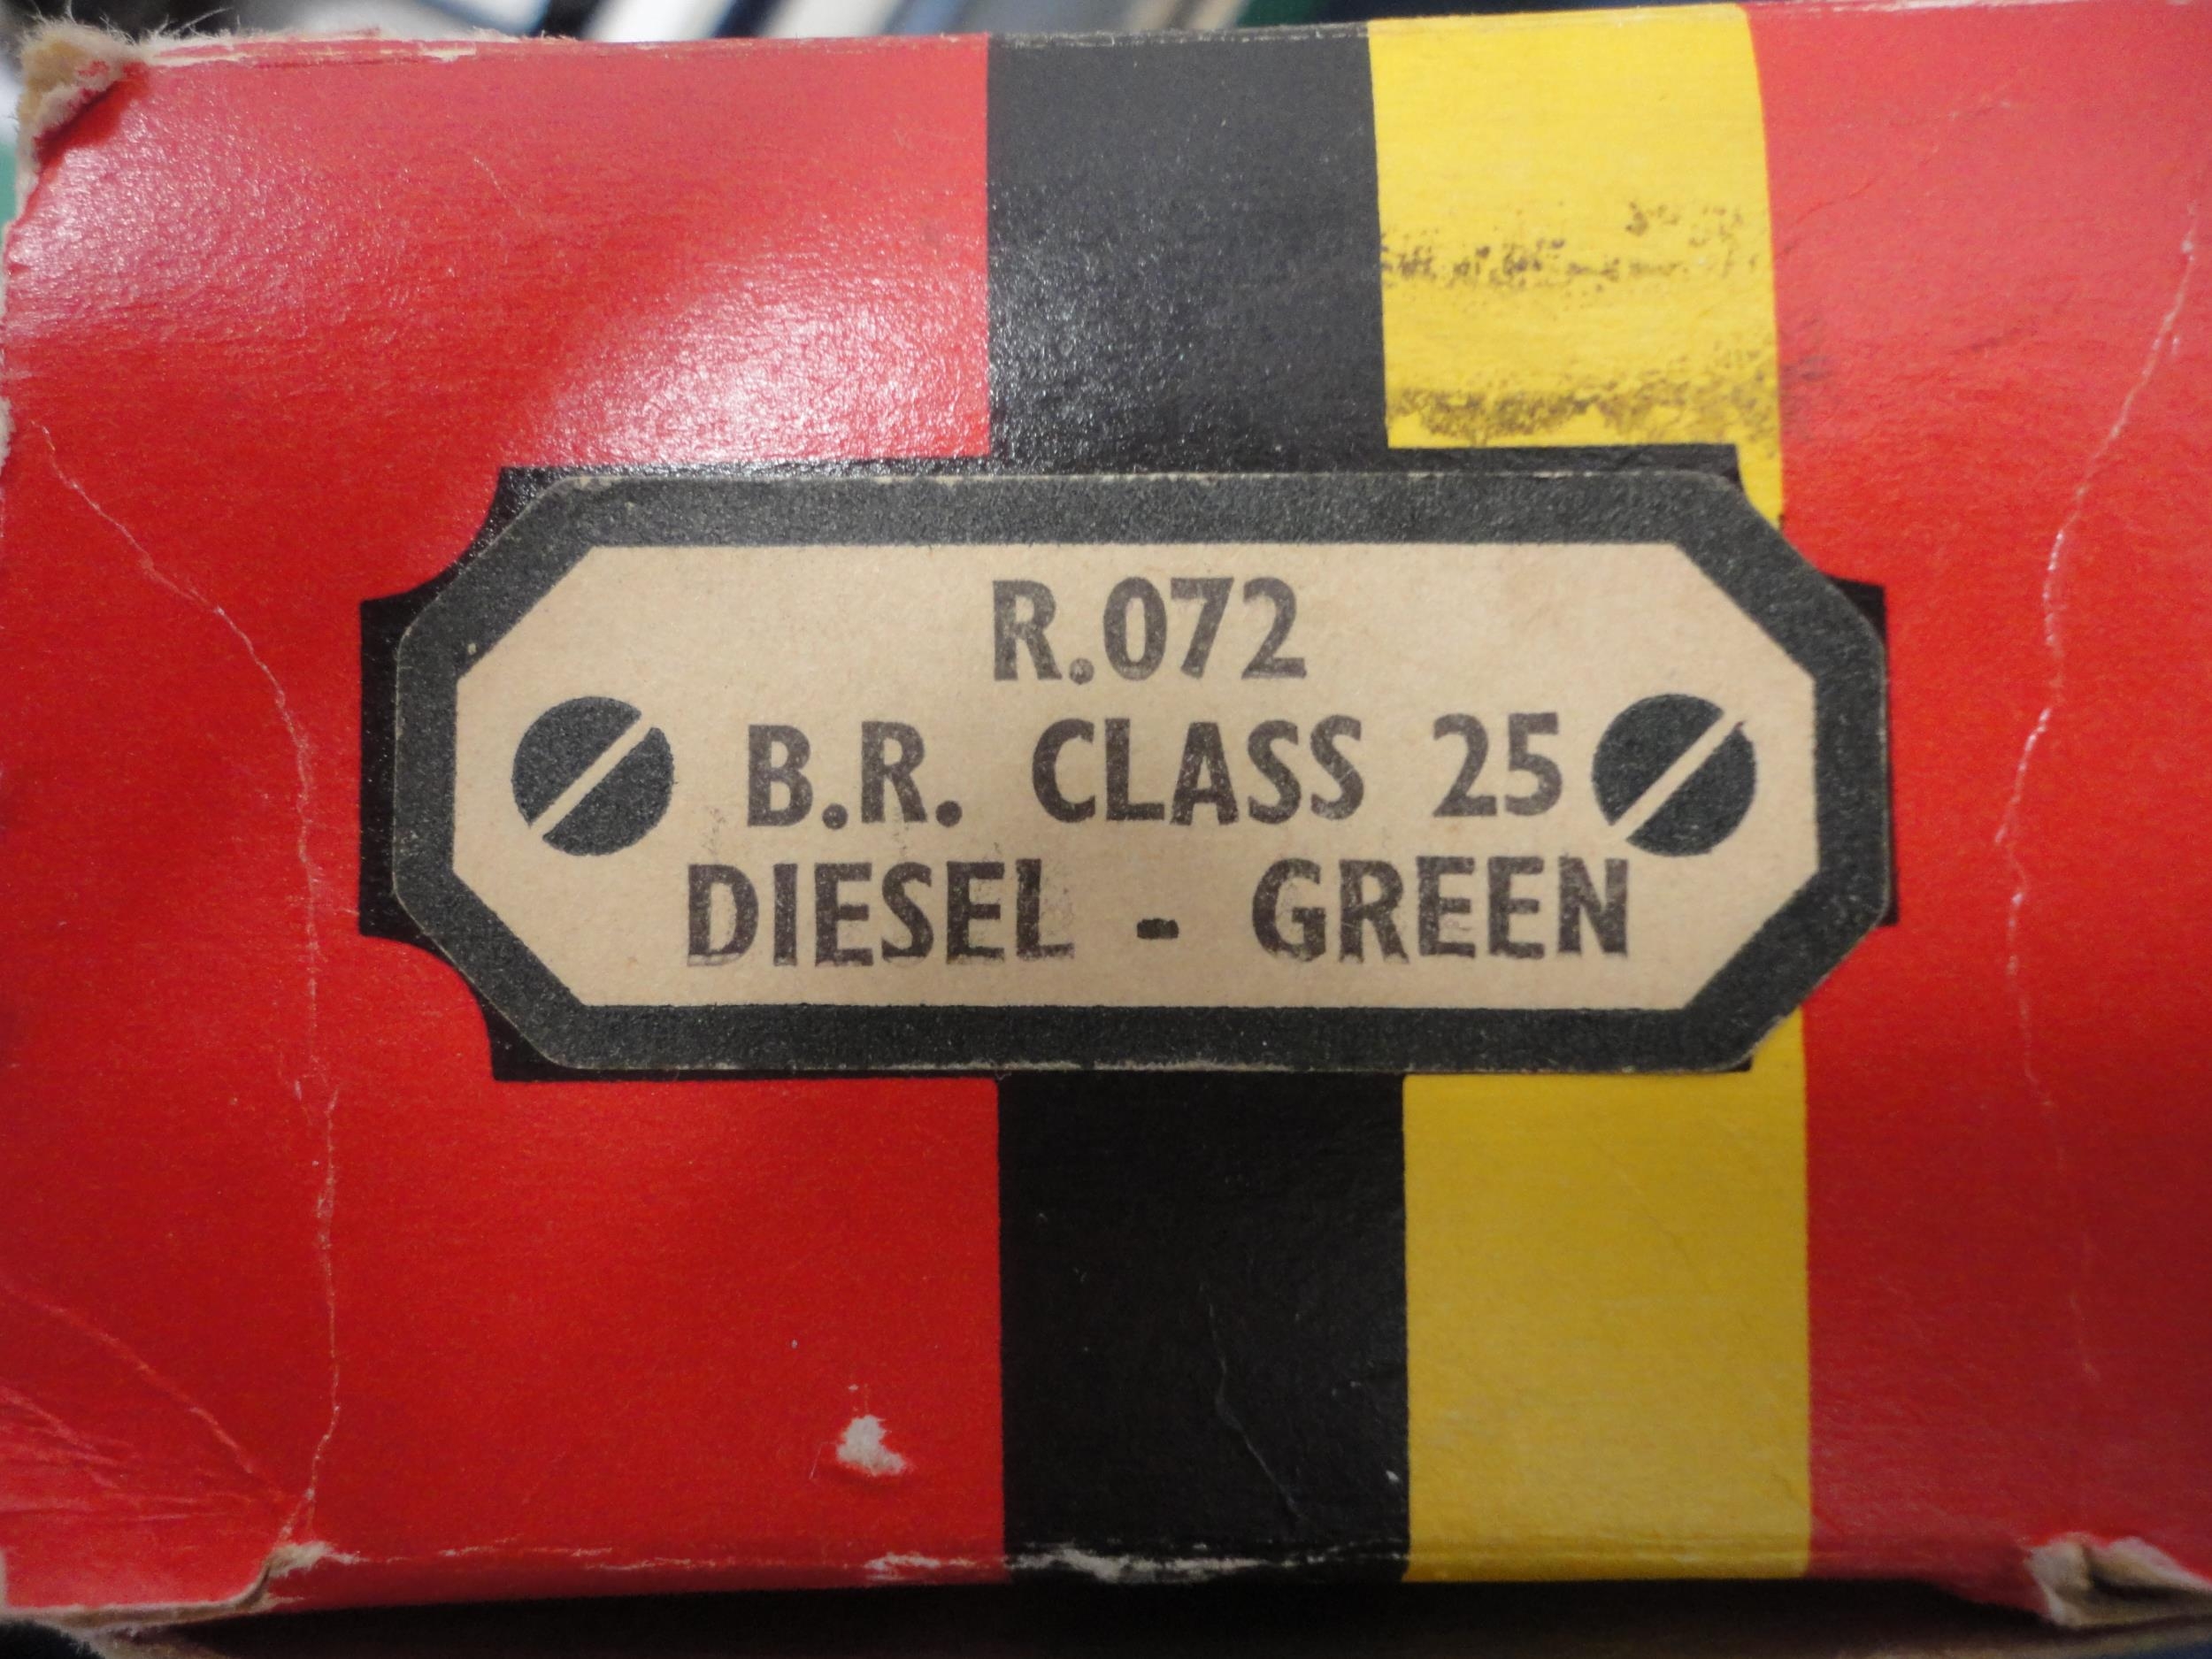 R.072
B.R. CLASS 25
DIESEL - GREEN